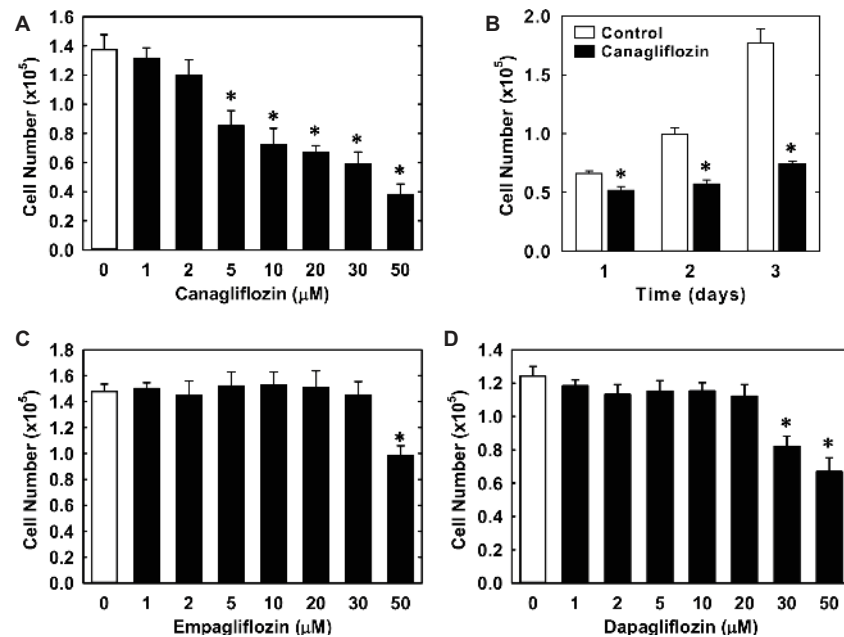 A
Cell Number (x10⁵)
1.6
1.4
1.2
1.0
0.8
0.6
0.4
0.2
0.0
* * * * *
0 1 2 5 10 20 30 50
Canagliflozin (μM)
B
Cell Number (x10⁵)
2.0
1.5
1.0
0.5
0.0
Control
Canagliflozin
* * *
1 2 3
Time (days)
C
Cell Number (x10⁵)
1.8
1.6
1.4
1.2
1.0
0.8
0.6
0.4
0.2
0.0
*
0 1 2 5 10 20 30 50
Empagliflozin (μM)
D
Cell Number (x10⁵)
1.4
1.2
1.0
0.8
0.6
0.4
0.2
0.0
* *
0 1 2 5 10 20 30 50
Dapagliflozin (μM)